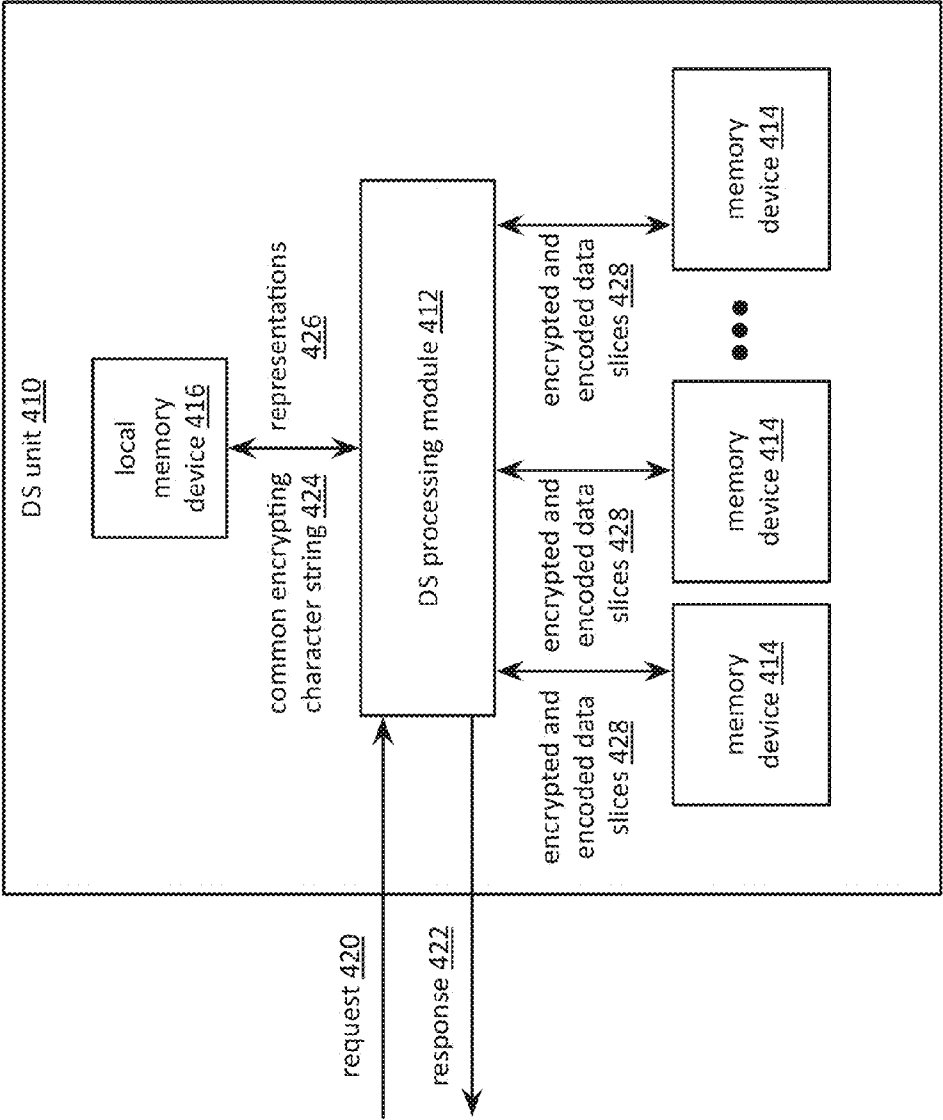 DS unit 410
local
memory
device 416
common encrypting
character string 424
representations
426
request 420
response 422
DS processing module 412
encrypted and
encoded data
slices 428
encrypted and
encoded data
slices 428
encrypted and
encoded data
slices 428
memory
device 414
memory
device 414
memory
device 414